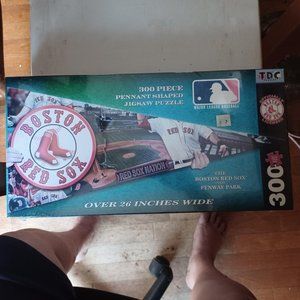 300 PIECE
PENNANT SHAPED
JIGSAW PUZZLE
MAJOR LEAGUE BASEBALL
TDC
BOSTON
RED SOX
RED SOX NATION
THE
BOSTON RED SOX
FENWAY PARK
OVER 26 INCHES WIDE
300